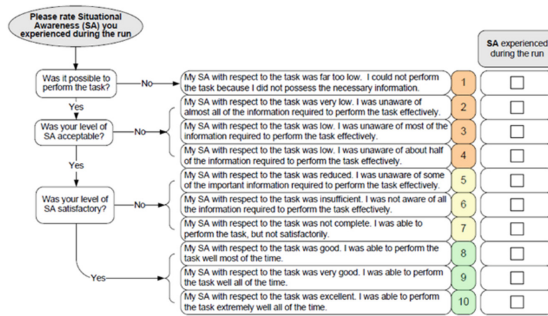 Please rate Situational
Awareness (SA) you
experienced during the run
SA experienced
during the run
Was it possible to
perform the task?
No
My SA with respect to the task was far too low. I could not perform
the task because I did not possess the necessary information.
1
Yes
My SA with respect to the task was very low. I was unaware of
almost all of the information required to perform the task effectively.
2
Was your level of
SA acceptable?
No
My SA with respect to the task was low. I was unaware of most of the
information required to perform the task effectively.
3
My SA with respect to the task was low. I was unaware of about half
of the information required to perform the task effectively.
4
Yes
My SA with respect to the task was reduced. I was unaware of some
of the important information required to perform the task effectively.
5
Was your level of
SA satisfactory?
No
My SA with respect to the task was insufficient. I was not aware of all
the information required to perform the task effectively.
6
My SA with respect to the task was not complete. I was able to
perform the task, but not satisfactorily.
7
Yes
My SA with respect to the task was good. I was able to perform the
task well most of the time.
8
My SA with respect to the task was very good. I was able to perform
the task well all of the time.
9
My SA with respect to the task was excellent. I was able to perform
the task extremely well all of the time.
10